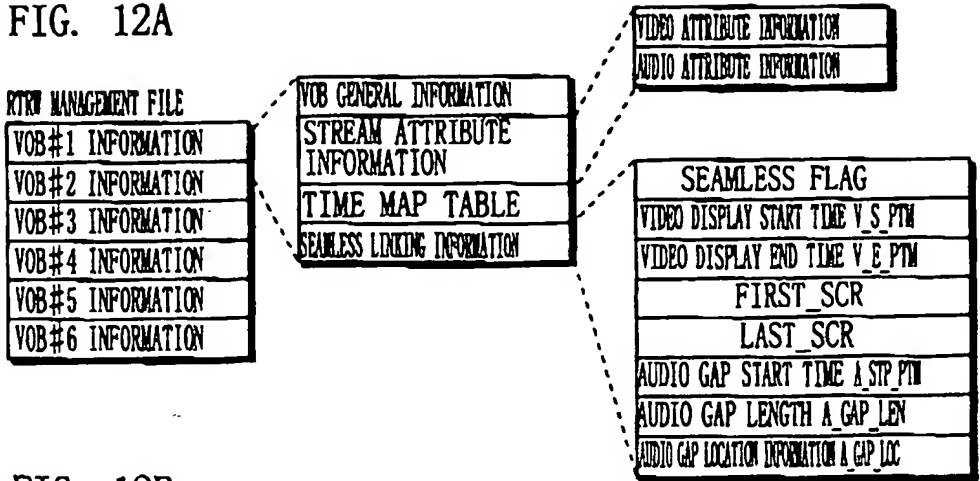 FIG. 12A
RTRW MANAGEMENT FILE
VOB#1 INFORMATION
VOB#2 INFORMATION
VOB#3 INFORMATION
VOB#4 INFORMATION
VOB#5 INFORMATION
VOB#6 INFORMATION
VOB GENERAL INFORMATION
STREAM ATTRIBUTE
INFORMATION
TIME MAP TABLE
SEAMLESS LINKING INFORMATION
VIDEO ATTRIBUTE INFORMATION
AUDIO ATTRIBUTE INFORMATION
SEAMLESS FLAG
VIDEO DISPLAY START TIME V_S_PTM
VIDEO DISPLAY END TIME V_E_PTM
FIRST_SCR
LAST_SCR
AUDIO GAP START TIME A_STP_PTM
AUDIO GAP LENGTH A_GAP_LEN
AUDIO GAP LOCATION INFORMATION A_GAP_LOC